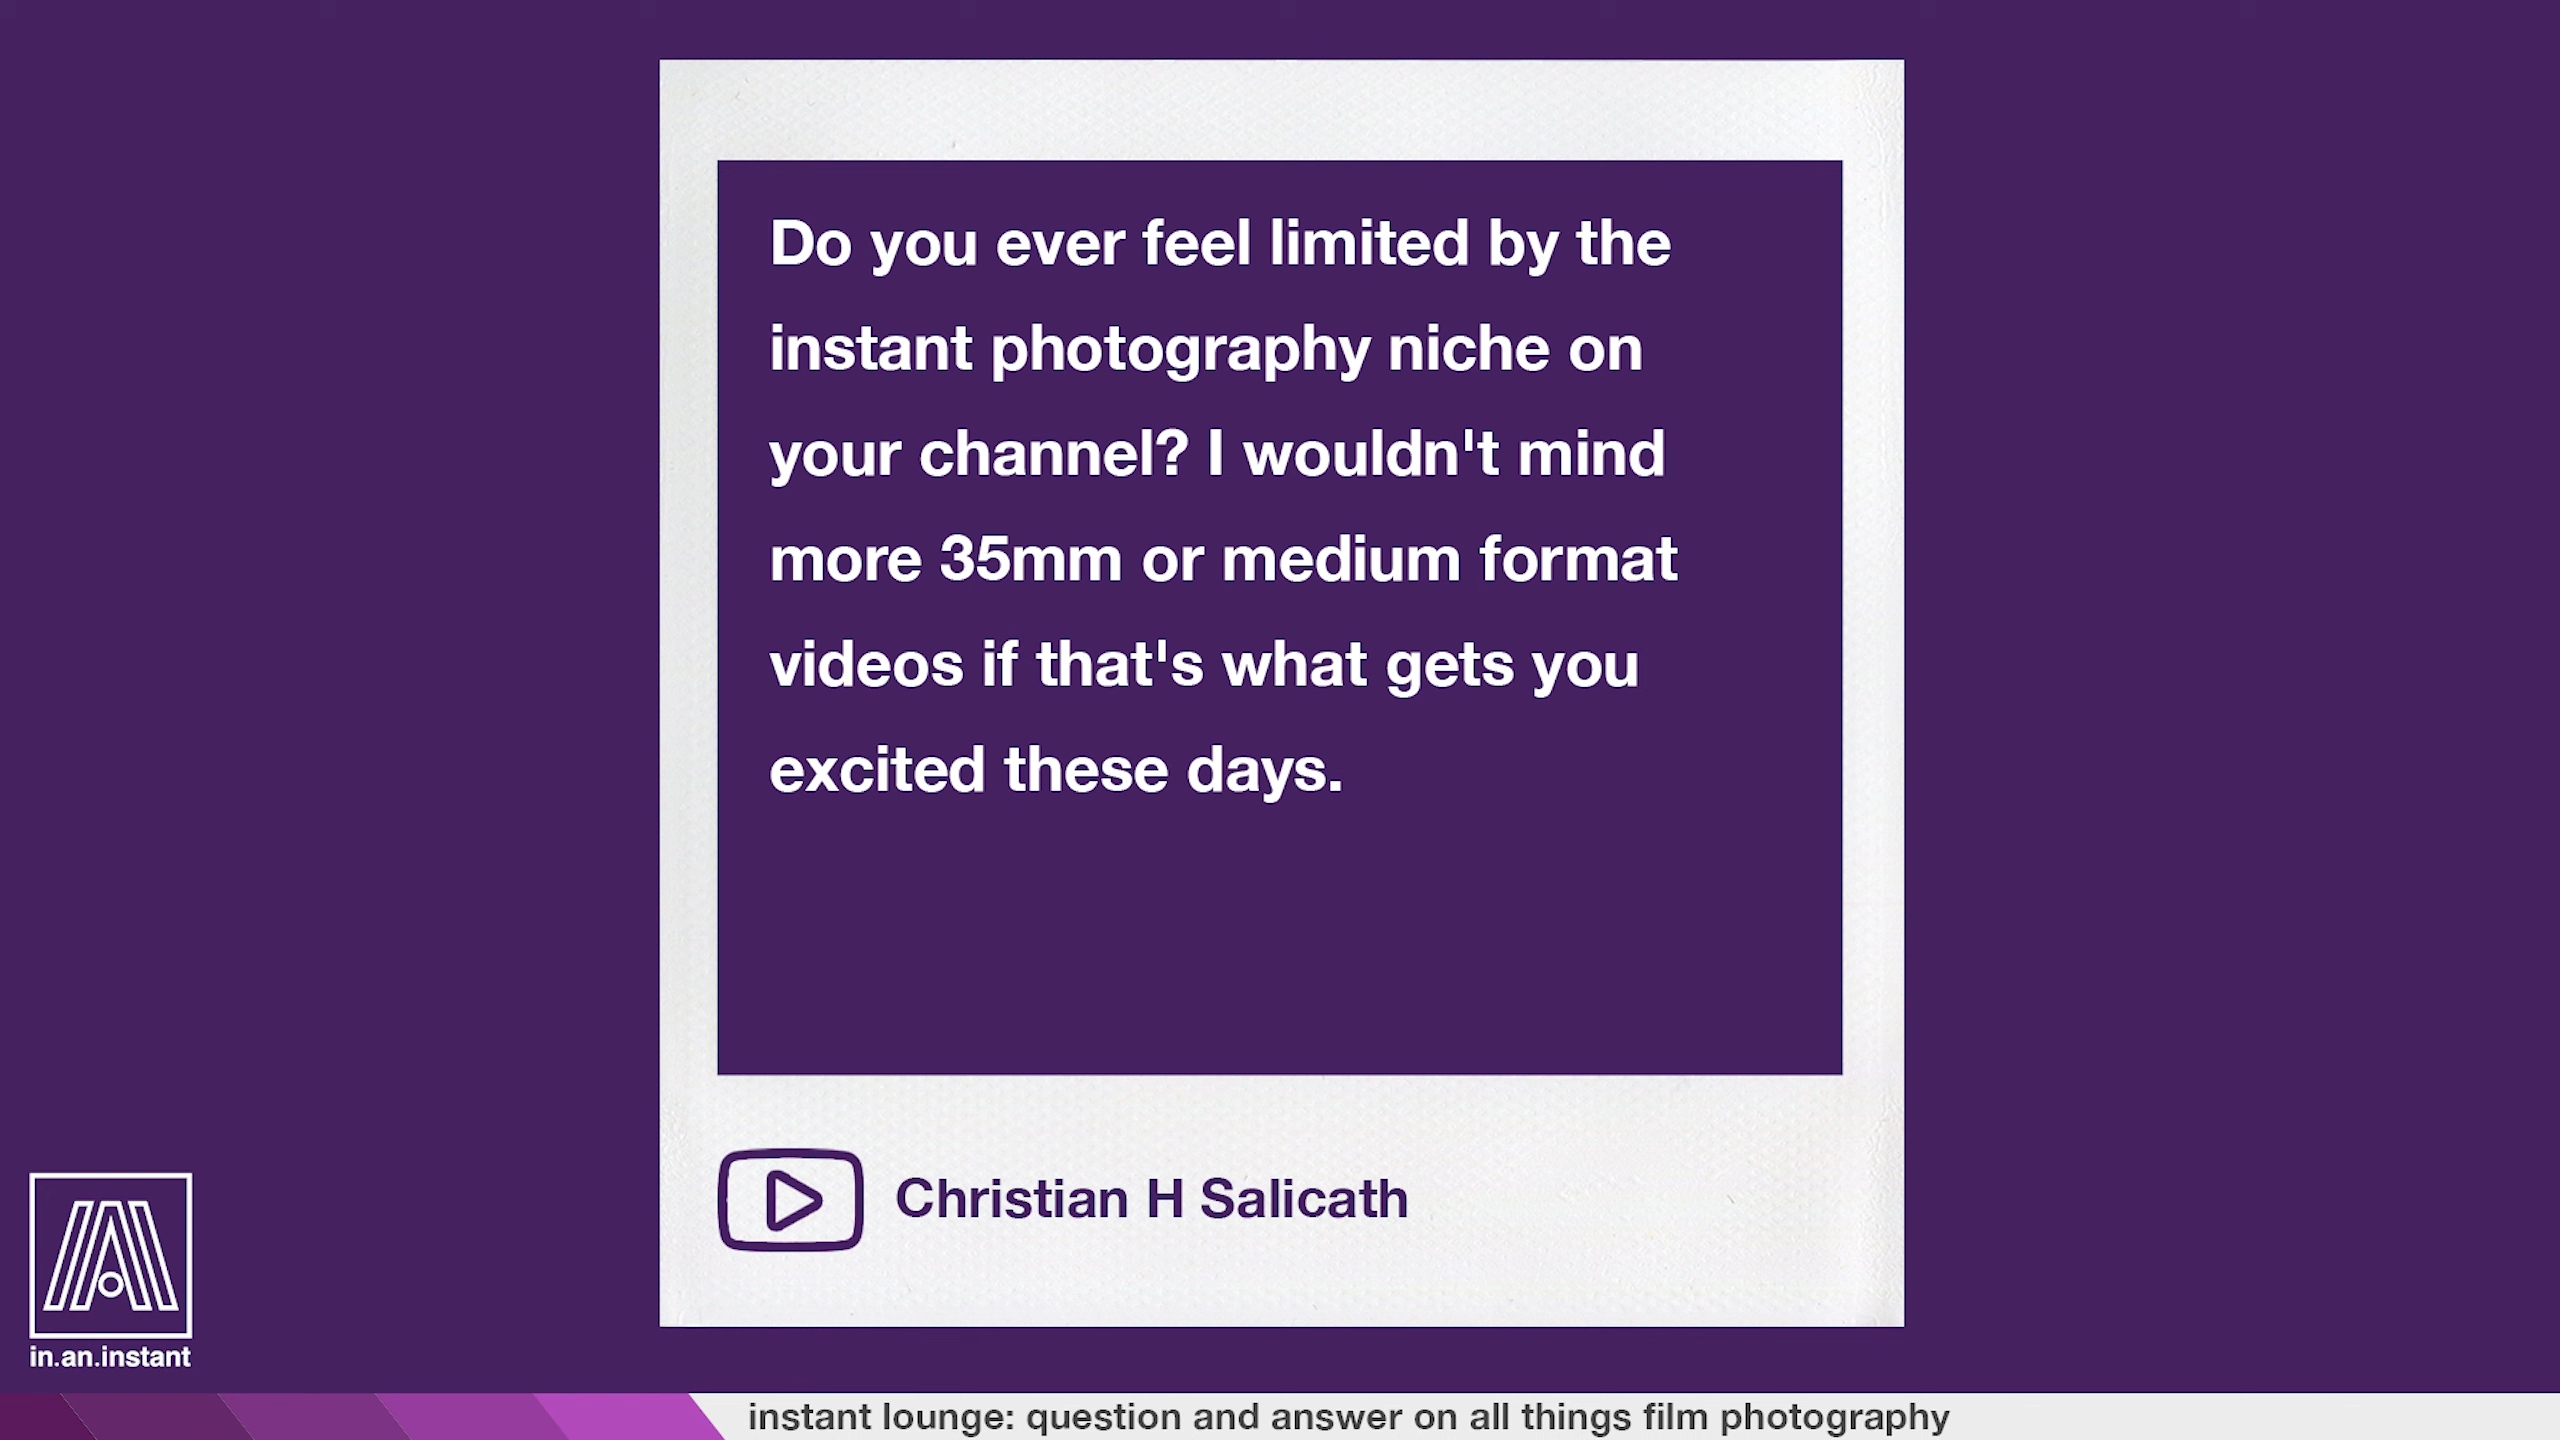 Do you ever feel limited by the
instant photography niche on
your channel? I wouldn't mind
more 35mm or medium format
videos if that's what gets you
excited these days.
Christian H Salicath
in.an.instant
instant lounge: question and answer on all things film photography